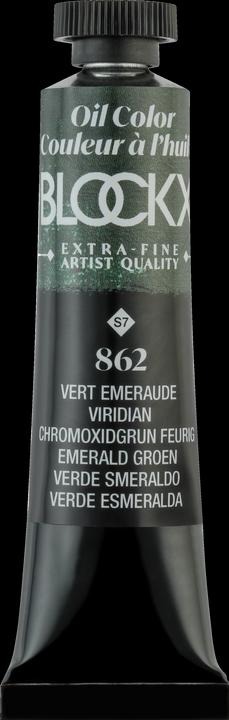 Oil Color
Couleur à l'huile
BLOCKX
EXTRA-FINE
ARTIST QUALITY
S7
862
VERT EMERAUDE
VIRIDIAN
CHROMOXIDGRUN FEURIG
EMERALD GROEN
VERDE SMERALDO
VERDE ESMERALDA